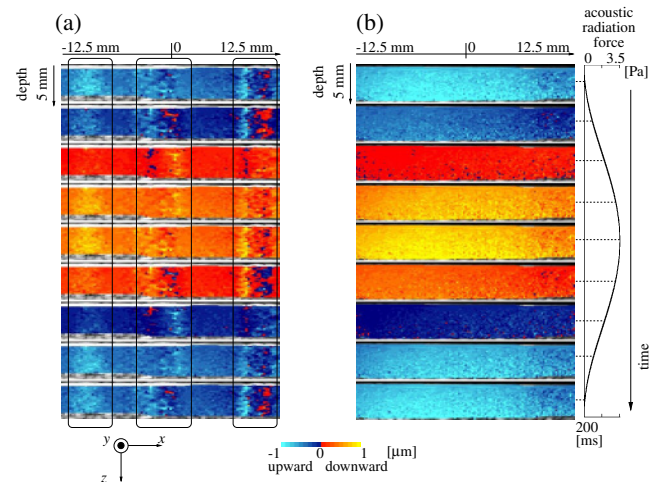 (a)
(b)
acoustic
radiation
force
-12.5 mm
0
12.5 mm
-12.5 mm
0
12.5 mm
0
3.5
[Pa]
depth
5 mm
depth
5 mm
time
200
[ms]
y
x
z
-1
0
1
[μm]
upward
downward